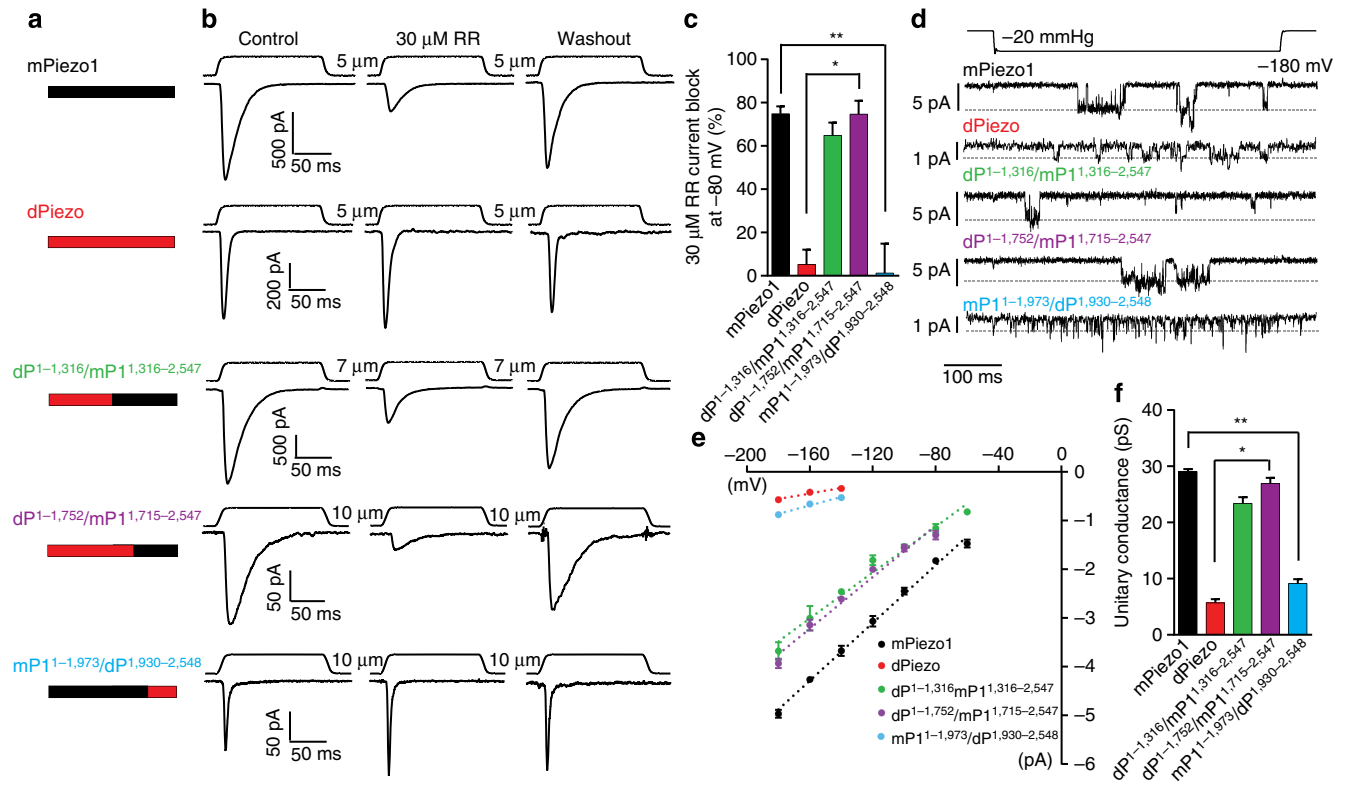 a
mPiezo1
dPiezo
dP1–1,316/mP11,316–2,547
dP1–1,752/mP11,715–2,547
mP11–1,973/dP1,930–2,548
b
Control
30 μM RR
Washout
5 μm
5 μm
500 pA
50 ms
5 μm
5 μm
200 pA
50 ms
7 μm
7 μm
500 pA
50 ms
10 μm
10 μm
50 pA
50 ms
10 μm
10 μm
50 pA
50 ms
c
30 μM RR current block
at –80 mV (%)
100
80
60
40
20
0
**
*
mPiezo1
dPiezo
dP1–1,316/mP11,316–2,547
dP1–1,752/mP11,715–2,547
mP11–1,973/dP1,930–2,548
d
–20 mmHg
–180 mV
mPiezo1
5 pA
dPiezo
1 pA
dP1–1,316/mP11,316–2,547
5 pA
dP1–1,752/mP11,715–2,547
5 pA
mP11–1,973/dP1,930–2,548
1 pA
100 ms
e
–200
–160
–120
–80
–40
0
(mV)
0
–1
–2
–3
–4
–5
–6
(pA)
mPiezo1
dPiezo
dP1–1,316mP11,316–2,547
dP1–1,752/mP11,715–2,547
mP11–1,973/dP1,930–2,548
f
Unitary conductance (pS)
40
30
20
10
0
**
*
mPiezo1
dPiezo
dP1–1,316/mP11,316–2,547
dP1–1,752/mP11,715–2,547
mP11–1,973/dP1,930–2,548